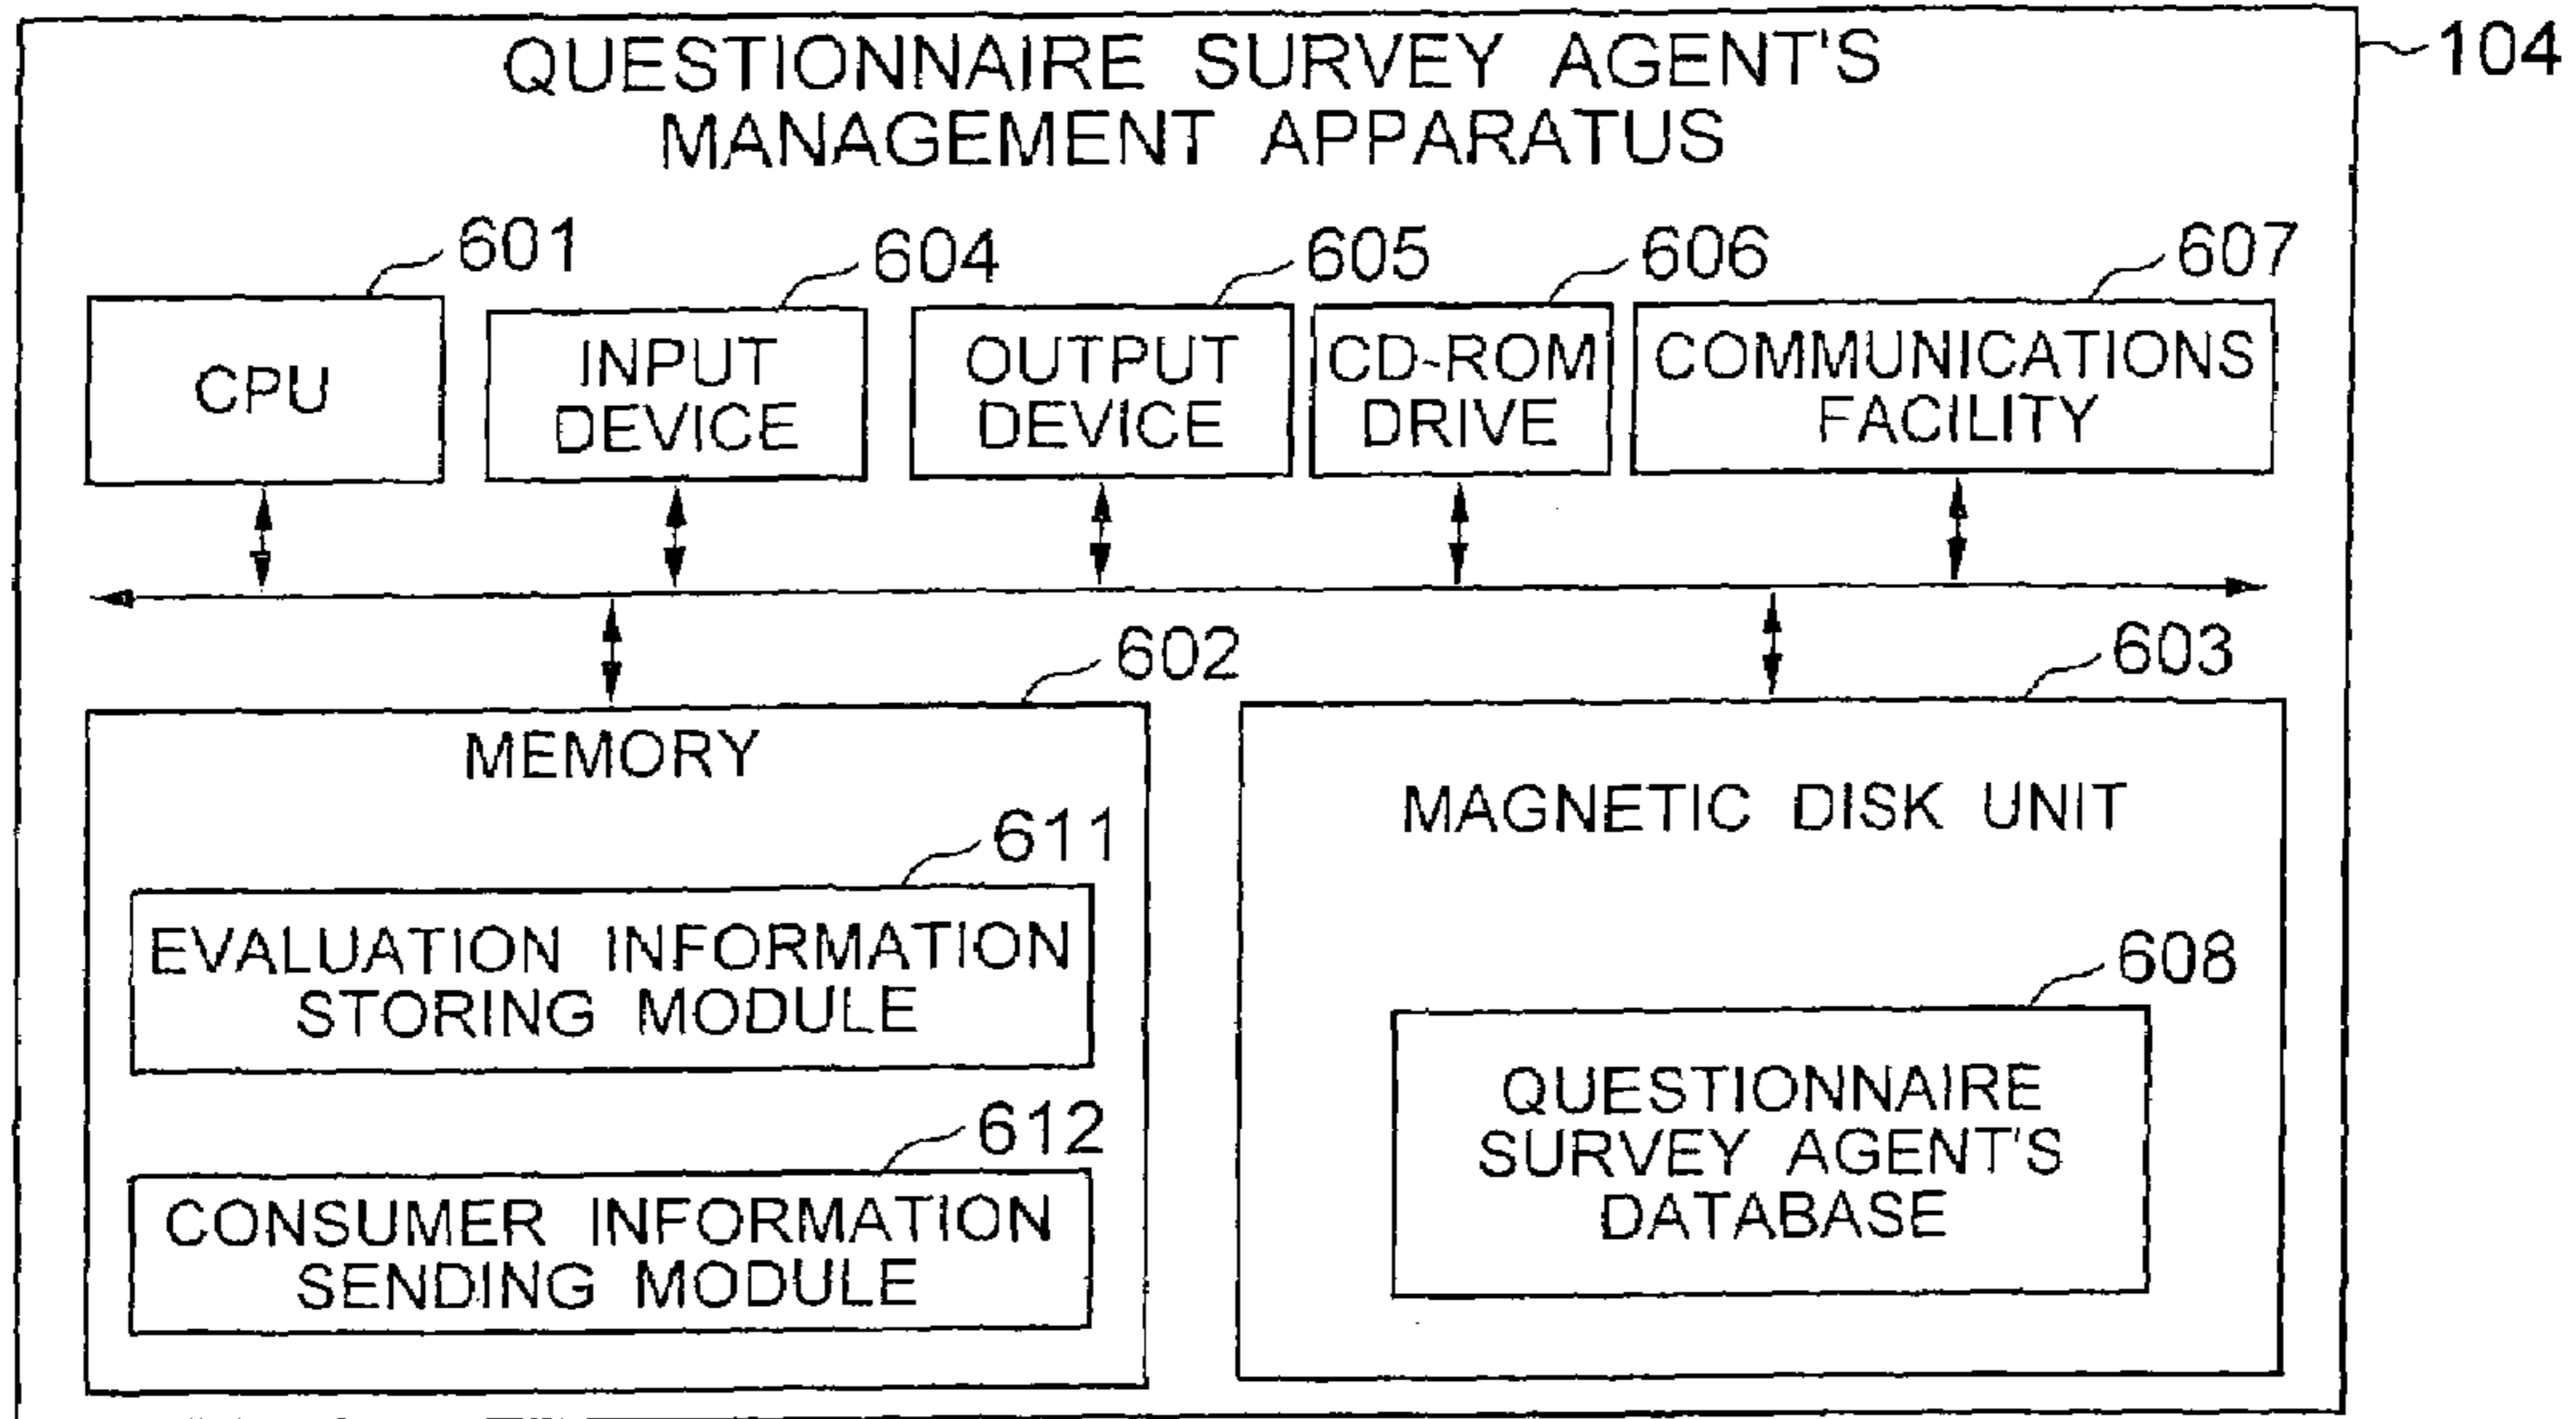 QUESTIONNAIRE SURVEY AGENT'S
MANAGEMENT APPARATUS
104
601
604
605
606
607
CPU
INPUT
DEVICE
OUTPUT
DEVICE
CD-ROM
DRIVE
COMMUNICATIONS
FACILITY
602
603
MEMORY
MAGNETIC DISK UNIT
611
EVALUATION INFORMATION
STORING MODULE
612
CONSUMER INFORMATION
SENDING MODULE
608
QUESTIONNAIRE
SURVEY AGENT'S
DATABASE